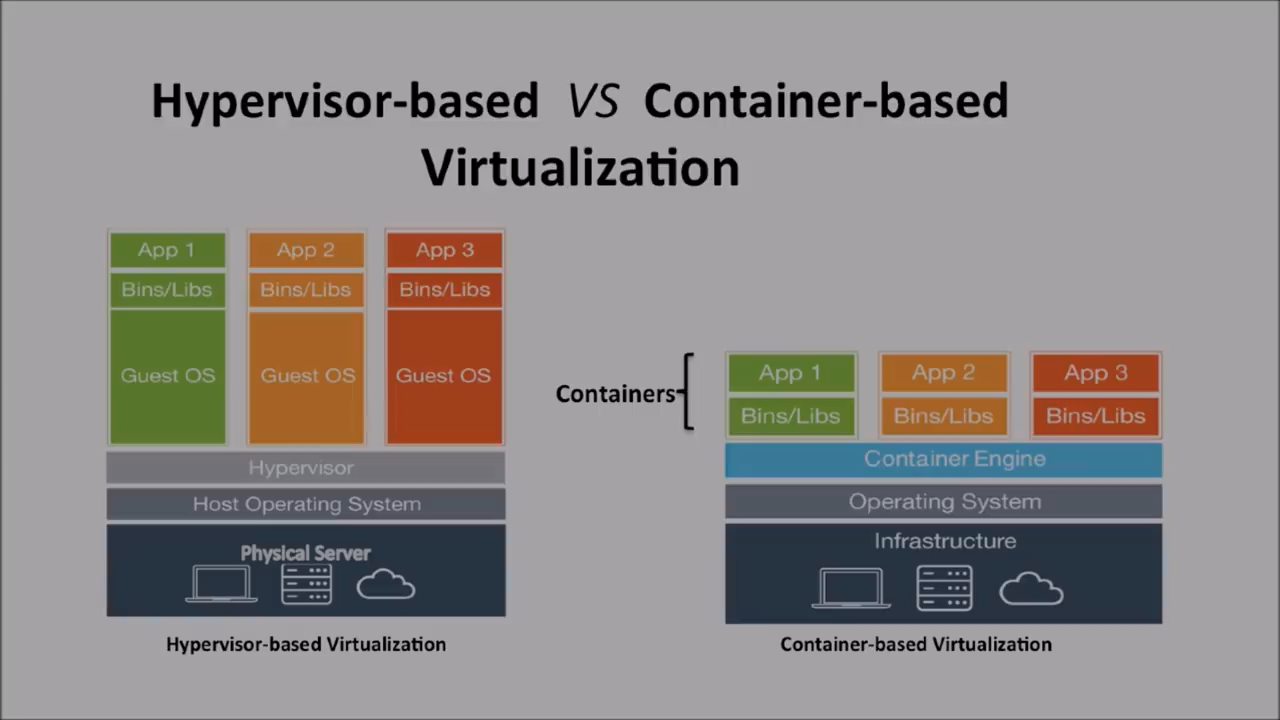 Hypervisor-based VS Container-based
Virtualization
App 1
Bins/Libs
Guest OS
App 2
Bins/Libs
Guest OS
App 3
Bins/Libs
Guest OS
Hypervisor
Host Operating System
Physical Server
Hypervisor-based Virtualization
Containers
App 1
Bins/Libs
App 2
Bins/Libs
App 3
Bins/Libs
Container Engine
Operating System
Infrastructure
Container-based Virtualization